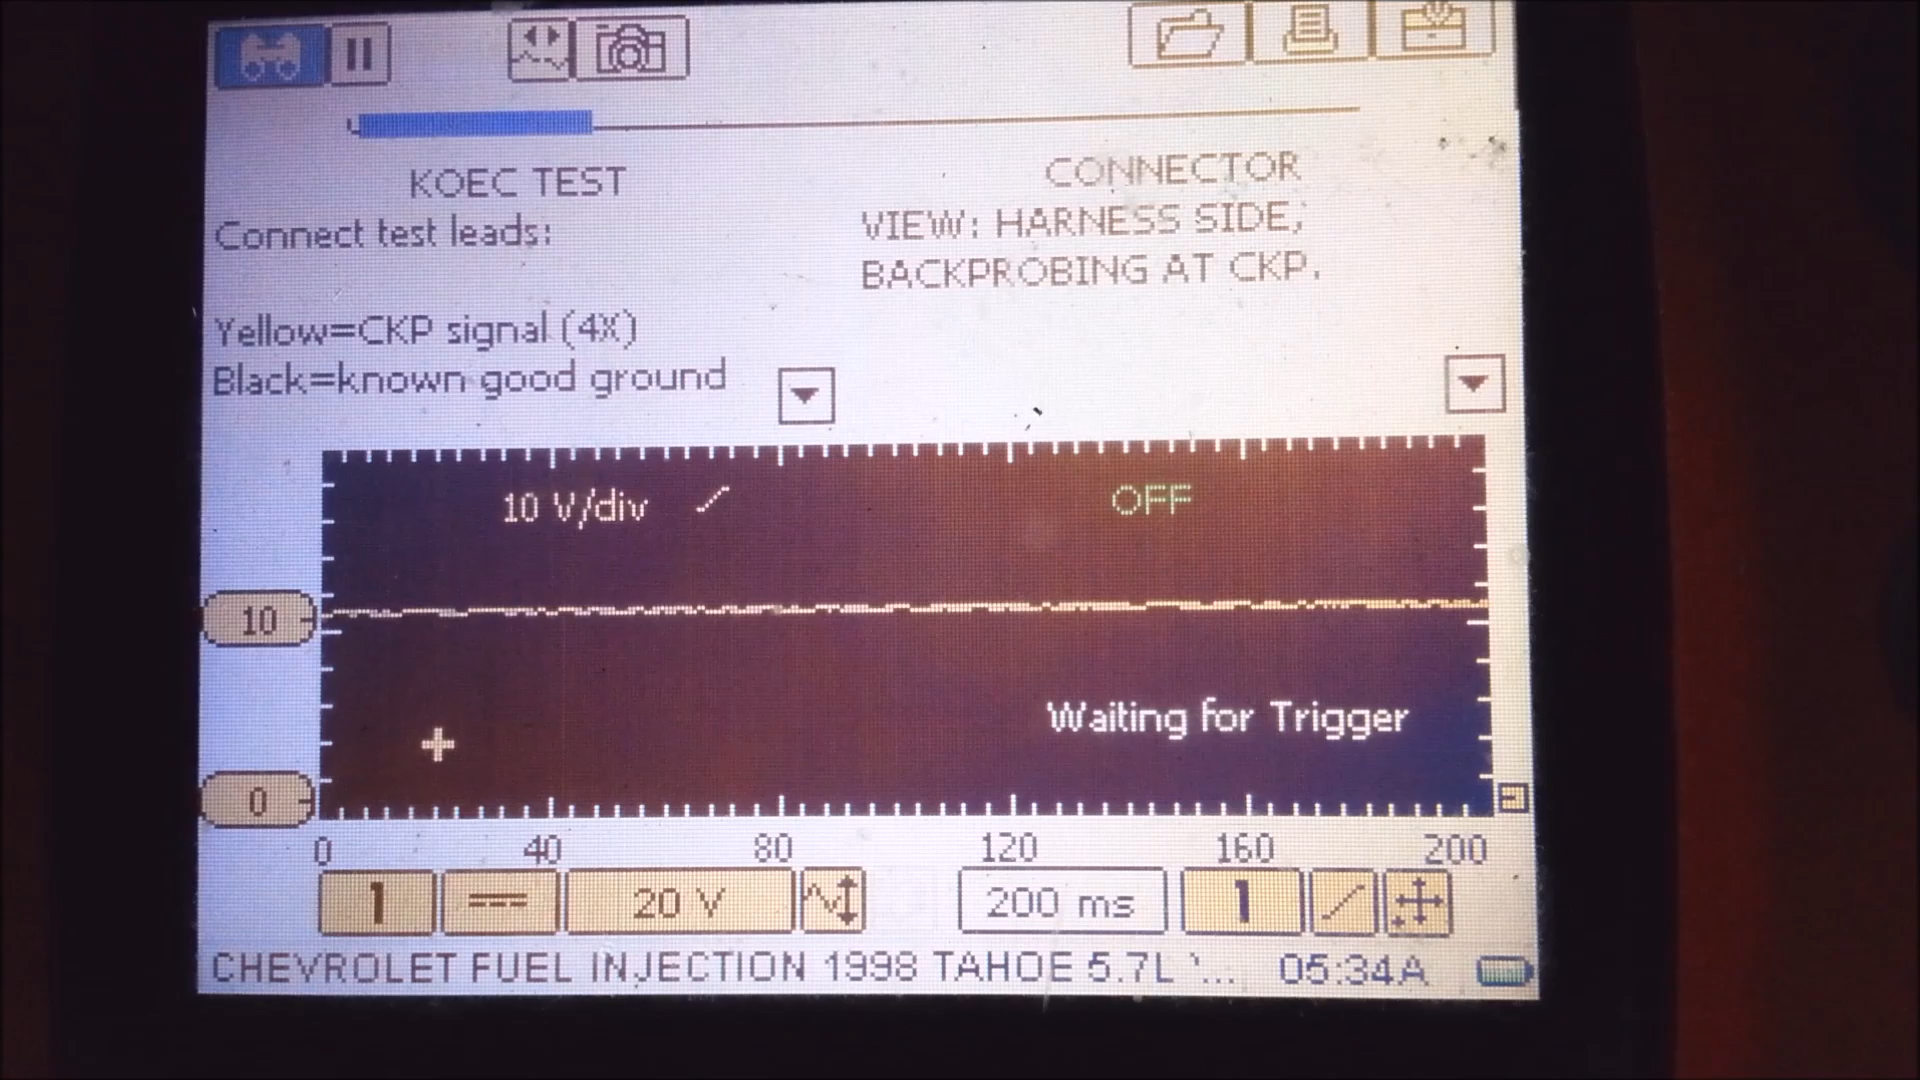 KOEC TEST
Connect test leads:
Yellow=CKP signal (4X)
Black=known good ground
CONNECTOR
VIEW: HARNESS SIDE,
BACKPROBING AT CKP.
10 V/div
OFF
10
Waiting for Trigger
0
0 40 80 120 160 200
1 20 V 200 ms 1
CHEVROLET FUEL INJECTION 1998 TAHOE 5.7L '... 05:34A